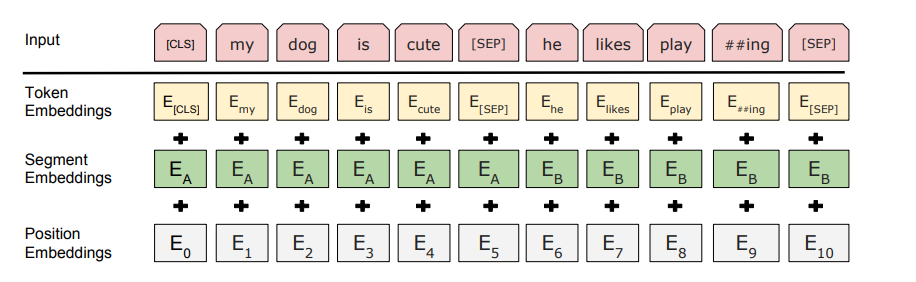 Input [CLS] my dog is cute [SEP] he likes play ##ing [SEP]
Token Embeddings E[CLS] Emy Edog Eis Ecute E[SEP] Ehe Elikes Eplay E##ing E[SEP]
+ + + + + + + + + + +
Segment Embeddings EA EA EA EA EA EA EB EB EB EB EB
+ + + + + + + + + + +
Position Embeddings E0 E1 E2 E3 E4 E5 E6 E7 E8 E9 E10